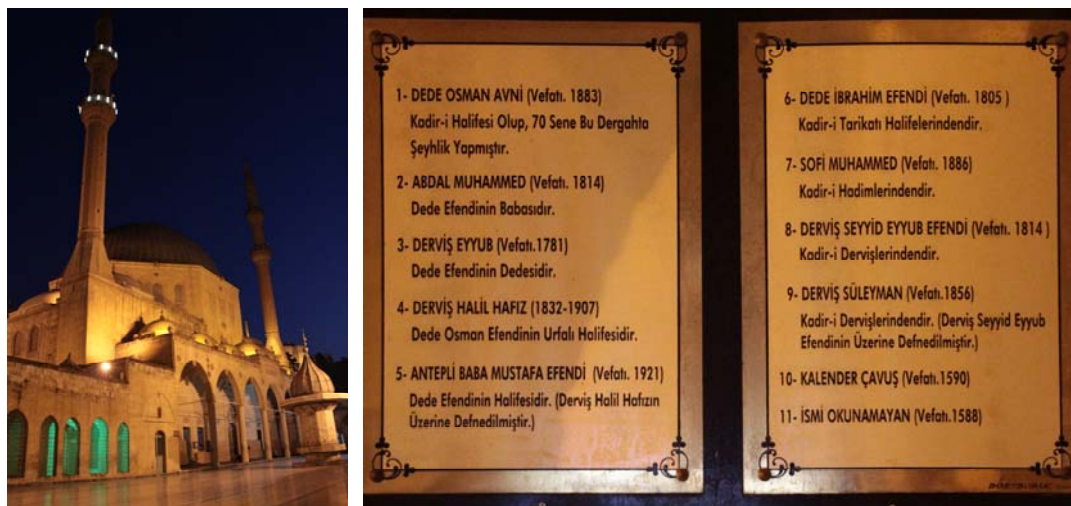 1- DEDE OSMAN AVNİ (Vefatı. 1883)
Kadir-i Halifesi Olup, 70 Sene Bu Dergahta
Şeyhlik Yapmıştır.
2- ABDAL MUHAMMED (Vefatı. 1814)
Dede Efendinin Babasıdır.
3- DERVİŞ EYYUB (Vefatı.1781)
Dede Efendinin Dedesidir.
4- DERVİŞ HALİL HAFIZ (1832-1907)
Dede Osman Efendinin Urfalı Halifesidir.
5- ANTEPLİ BABA MUSTAFA EFENDİ (Vefatı. 1921)
Dede Efendinin Halifesidir. (Derviş Halil Hafızın
Üzerine Defnedilmiştir.)
6- DEDE İBRAHİM EFENDİ (Vefatı. 1805 )
Kadir-i Tarikatı Halifelerindendir.
7- SOFİ MUHAMMED (Vefatı. 1886)
Kadir-i Hadimlerindendir.
8- DERVİŞ SEYYİD EYYUB EFENDİ (Vefatı. 1814 )
Kadir-i Dervişlerindendir.
9- DERVİŞ SÜLEYMAN (Vefatı.1856)
Kadir-i Dervişlerindendir. (Derviş Seyyid Eyyub
Efendinin Üzerine Defnedilmiştir.)
10- KALENDER ÇAVUŞ (Vefatı.1590)
11- İSMİ OKUNAMAYAN (Vefatı.1588)